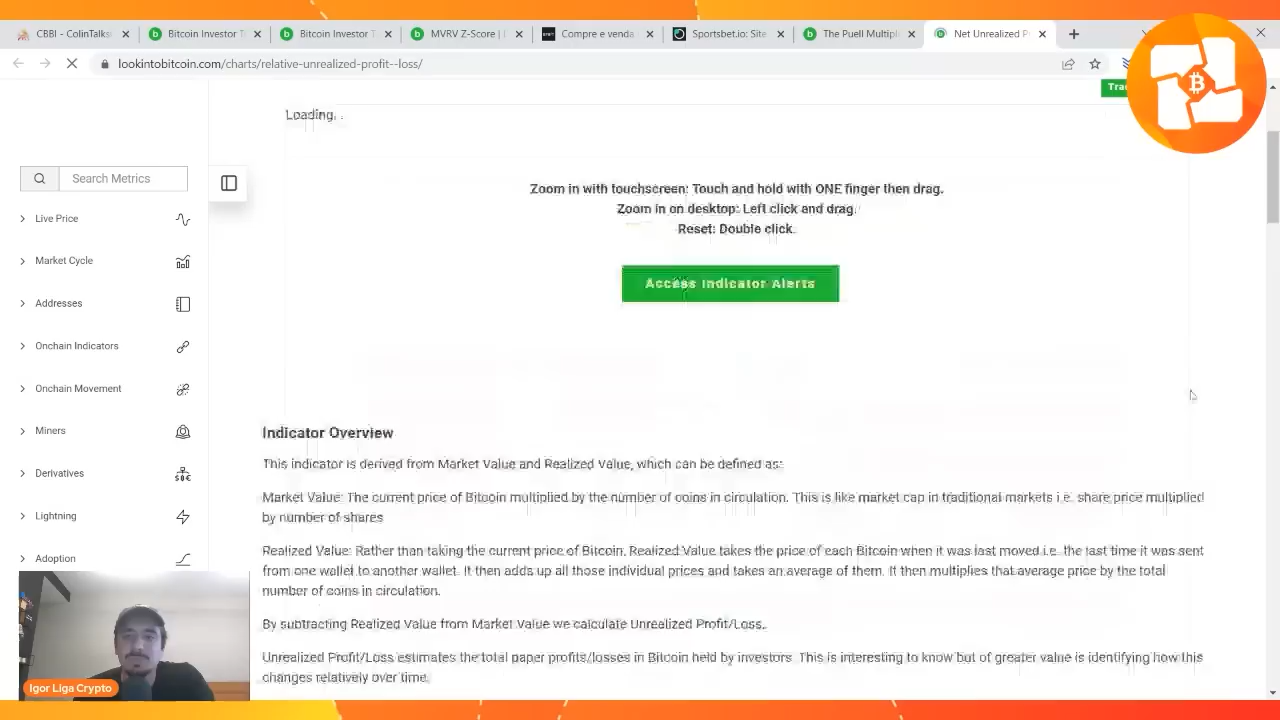 CBBI - ColinTalks
Bitcoin Investor T
Bitcoin Investor T
MVRV Z-Score |
Compre e venda
Sportsbet.io: Site
The Puell Multiple
Net Unrealized P
lookintobitcoin.com/charts/relative-unrealized-profit--loss/
Loading. .
Search Metrics
Zoom in with touchscreen: Touch and hold with ONE finger then drag.
Zoom in on desktop: Left click and drag.
Reset: Double click.
Access Indicator Alerts
Live Price
Market Cycle
Addresses
Onchain Indicators
Onchain Movement
Miners
Derivatives
Lightning
Adoption
Indicator Overview
This indicator is derived from Market Value and Realized Value, which can be defined as:
Market Value: The current price of Bitcoin multiplied by the number of coins in circulation. This is like market cap in traditional markets i.e. share price multiplied
by number of shares
Realized Value: Rather than taking the current price of Bitcoin, Realized Value takes the price of each Bitcoin when it was last moved i.e. the last time it was sent
from one wallet to another wallet. It then adds up all those individual prices and takes an average of them. It then multiplies that average price by the total
number of coins in circulation.
By subtracting Realized Value from Market Value we calculate Unrealized Profit/Loss.
Unrealized Profit/Loss estimates the total paper profits/losses in Bitcoin held by investors. This is interesting to know but of greater value is identifying how this
changes relatively over time.
Igor Liga Crypto